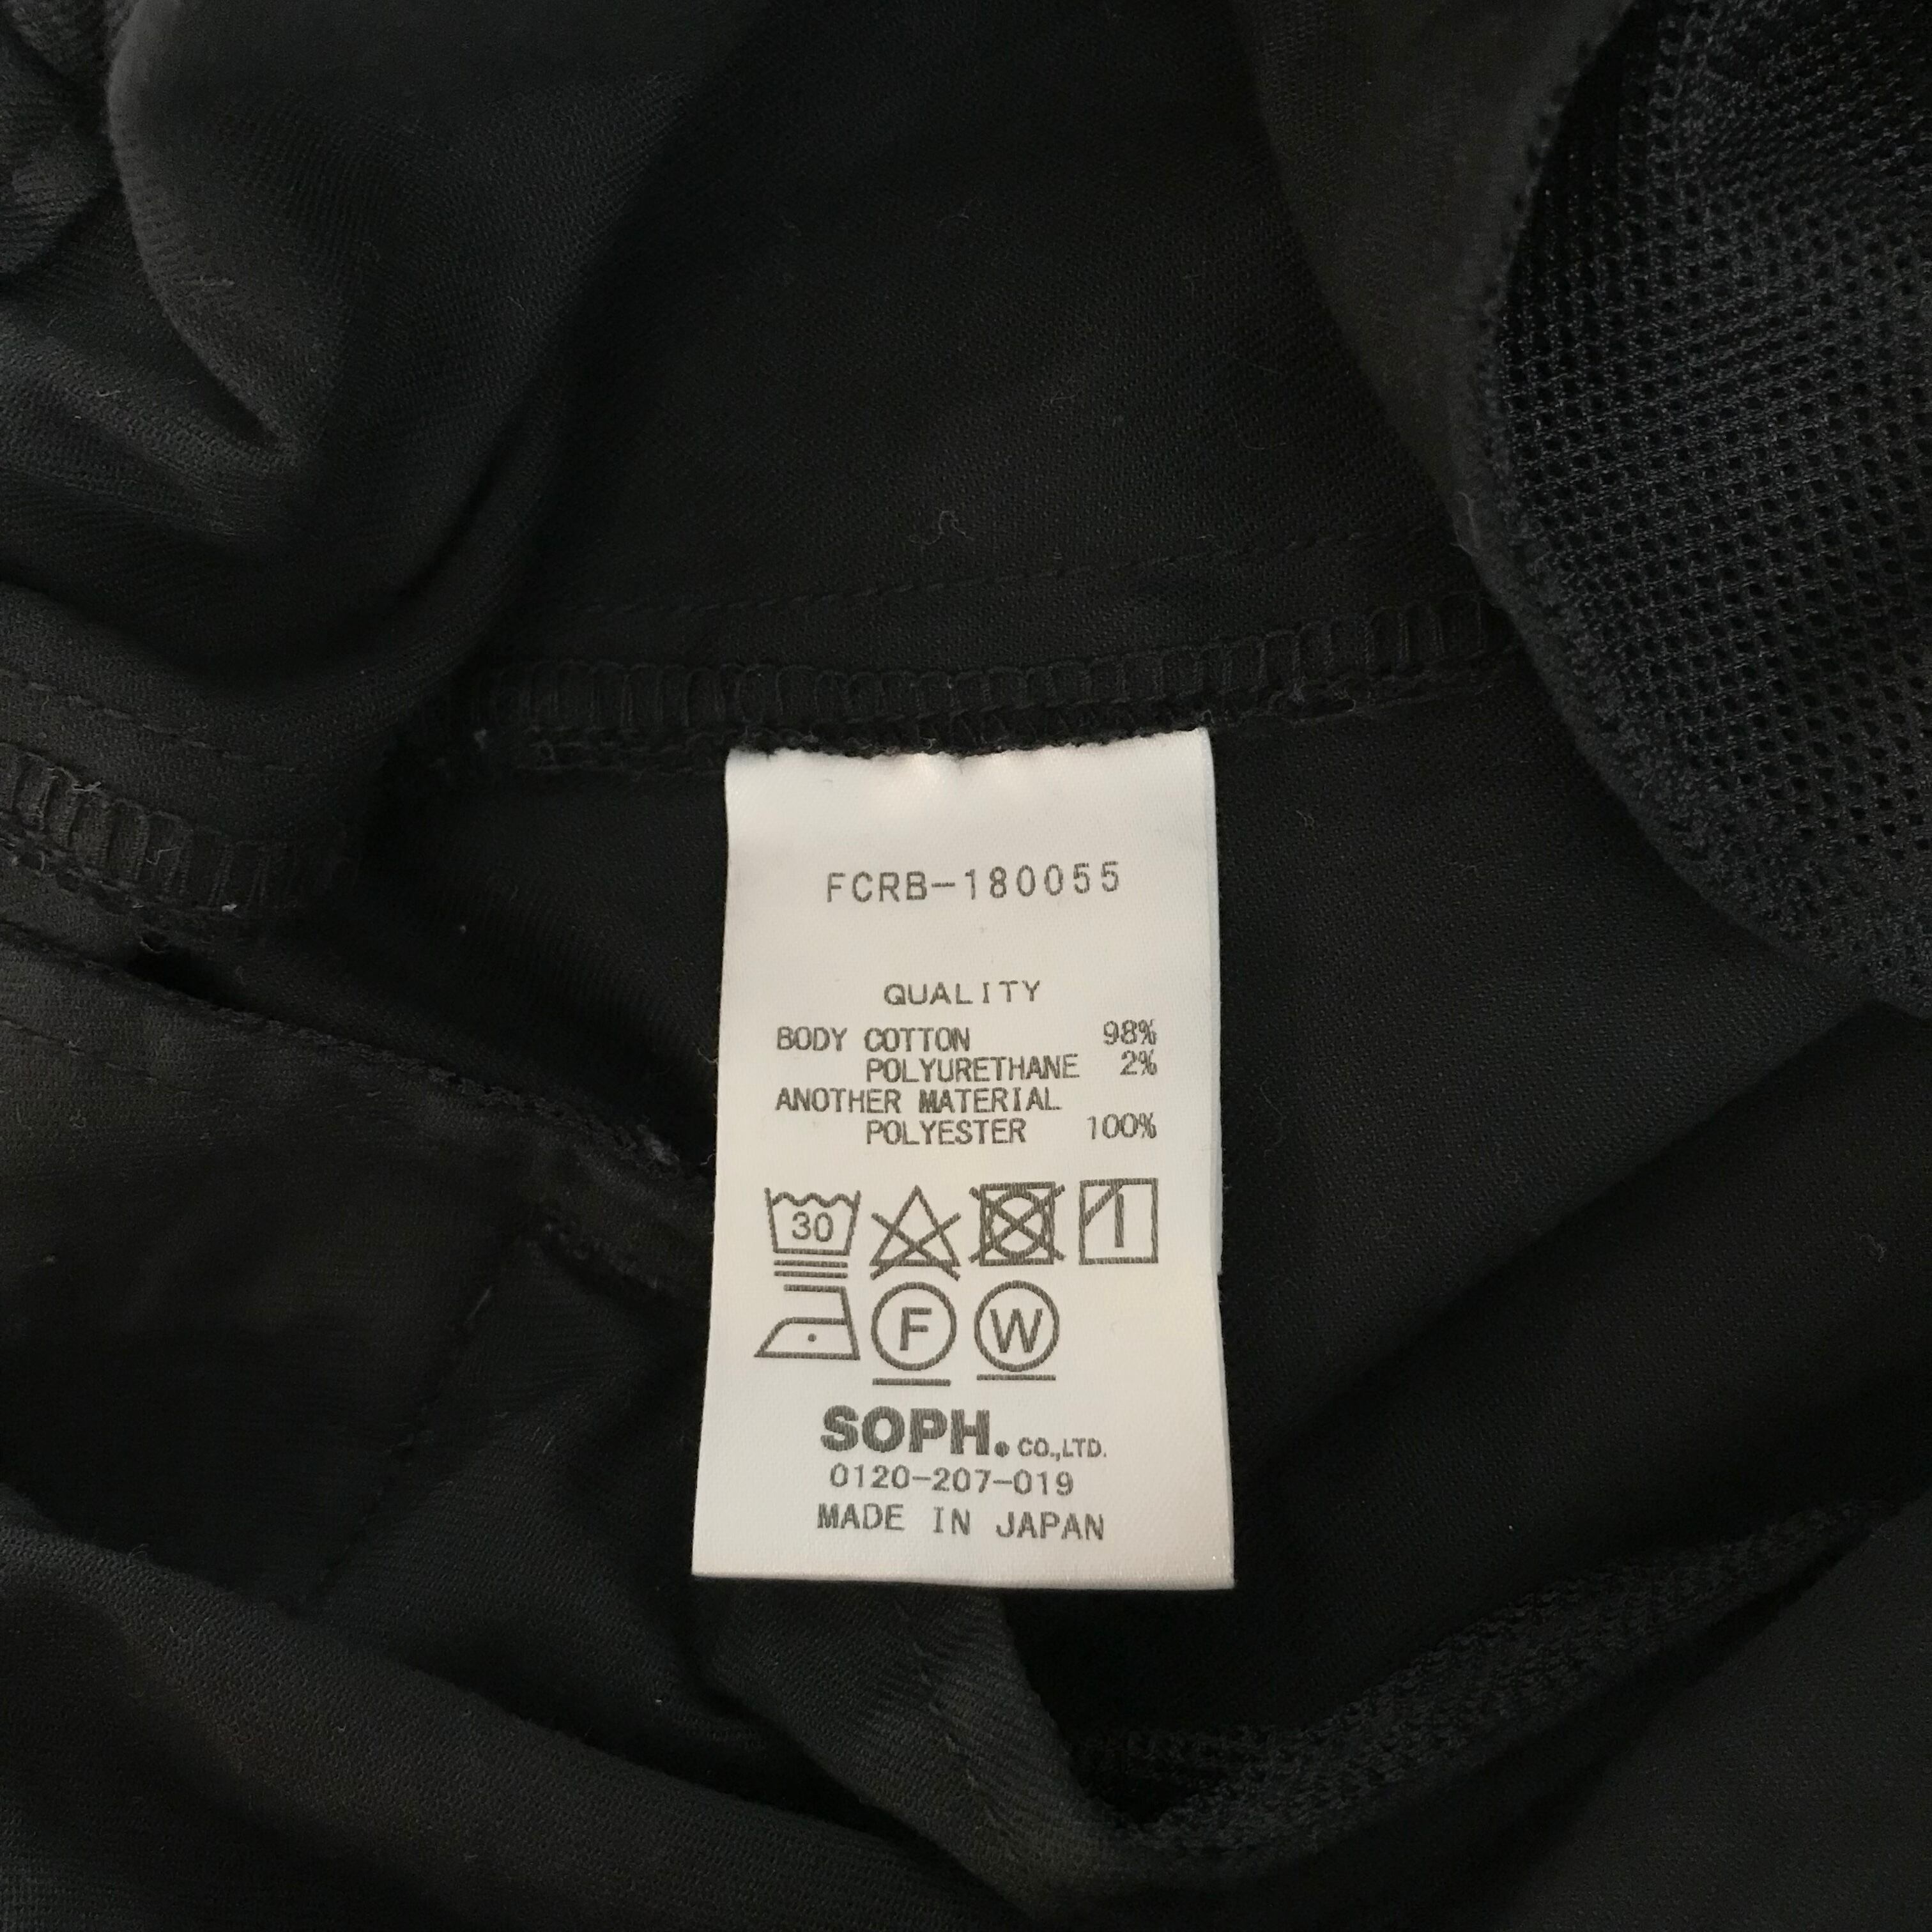 FCRB-180055
QUALITY
BODY COTTON 98%
POLYURETHANE 2%
ANOTHER MATERIAL
POLYESTER 100%
30
F W
SOPH. CO.,LTD.
0120-207-019
MADE IN JAPAN